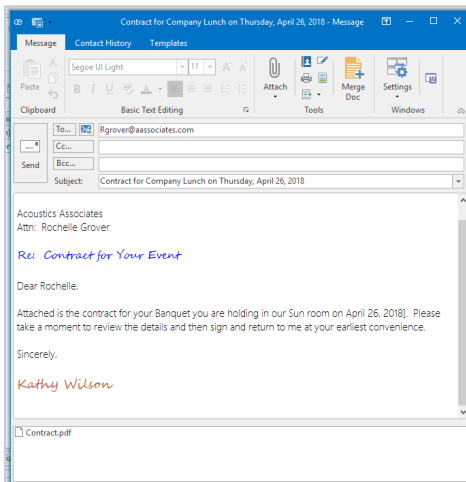 Contract for Company Lunch on Thursday, April 26, 2018 - Message
Message Contact History Templates
Paste
Segoe UI Light 11 A A
B I U A
Attach
Merge
Doc
Settings
Clipboard Basic Text Editing Tools Windows
Send
To... Rgrover@aassociates.com
Cc...
Bcc...
Subject: Contract for Company Lunch on Thursday, April 26, 2018
Acoustics Associates
Attn: Rochelle Grover
Re: Contract for Your Event
Dear Rochelle,
Attached is the contract for your Banquet you are holding in our Sun room on April 26, 2018]. Please
take a moment to review the details and then sign and return to me at your earliest convenience.
Sincerely,
Kathy Wilson
Contract.pdf